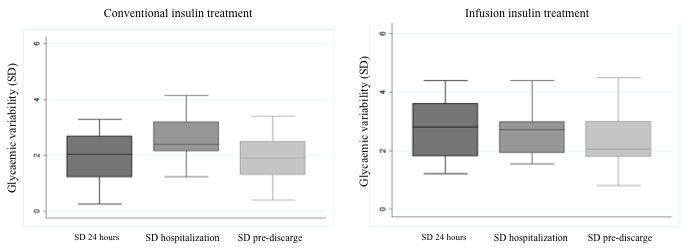 Conventional insulin treatment
Glycaemic variability (SD)
6
4
2
0
SD 24 hours SD hospitalization SD pre-discarge
Infusion insulin treatment
Glycaemic variability (SD)
6
4
2
0
SD 24 hours SD hospitalization SD pre-discarge